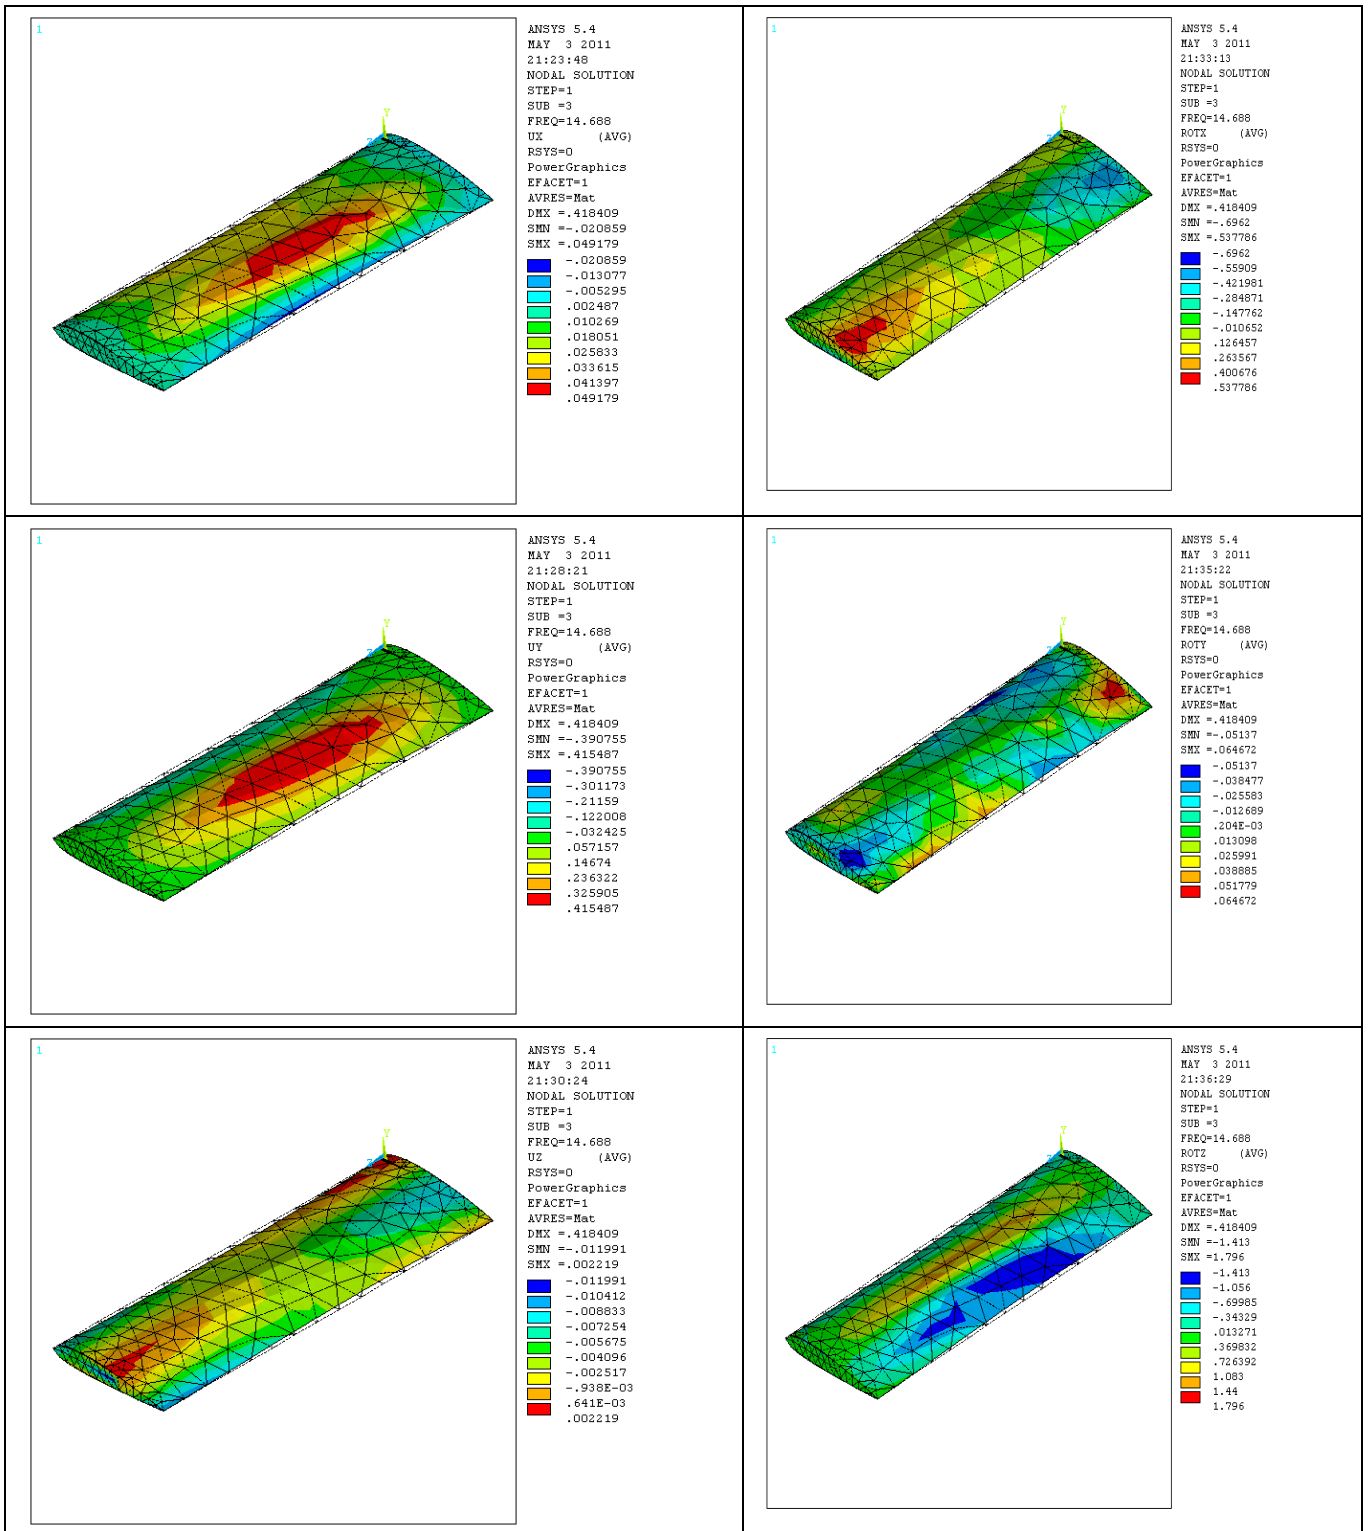 1
Y
Z
ANSYS 5.4
MAY 3 2011
21:23:48
NODAL SOLUTION
STEP=1
SUB =3
FREQ=14.688
UX (AVG)
RSYS=0
PowerGraphics
EFACET=1
AVRES=Mat
DMX =.418409
SMN =-.020859
SMX =.049179
-.020859
-.013077
-.005295
.002487
.010269
.018051
.025833
.033615
.041397
.049179
1
Y
ANSYS 5.4
MAY 3 2011
21:33:13
NODAL SOLUTION
STEP=1
SUB =3
FREQ=14.688
ROTX (AVG)
RSYS=0
PowerGraphics
EFACET=1
AVRES=Mat
DMX =.418409
SMN =-.6962
SMX =.537786
-.6962
-.55909
-.421981
-.284871
-.147762
-.010652
.126457
.263567
.400676
.537786
1
Y
Z
ANSYS 5.4
MAY 3 2011
21:28:21
NODAL SOLUTION
STEP=1
SUB =3
FREQ=14.688
UY (AVG)
RSYS=0
PowerGraphics
EFACET=1
AVRES=Mat
DMX =.418409
SMN =-.390755
SMX =.415487
-.390755
-.301173
-.21159
-.122008
-.032425
.057157
.14674
.236322
.325905
.415487
1
Y
ANSYS 5.4
MAY 3 2011
21:35:22
NODAL SOLUTION
STEP=1
SUB =3
FREQ=14.688
ROTY (AVG)
RSYS=0
PowerGraphics
EFACET=1
AVRES=Mat
DMX =.418409
SMN =-.05137
SMX =.064672
-.05137
-.038477
-.025583
-.012689
.204E-03
.013098
.025991
.038885
.051779
.064672
1
Y
Z
ANSYS 5.4
MAY 3 2011
21:30:24
NODAL SOLUTION
STEP=1
SUB =3
FREQ=14.688
UZ (AVG)
RSYS=0
PowerGraphics
EFACET=1
AVRES=Mat
DMX =.418409
SMN =-.011991
SMX =.002219
-.011991
-.010412
-.008833
-.007254
-.005675
-.004096
-.002517
-.938E-03
.641E-03
.002219
1
Y
ANSYS 5.4
MAY 3 2011
21:36:29
NODAL SOLUTION
STEP=1
SUB =3
FREQ=14.688
ROTZ (AVG)
RSYS=0
PowerGraphics
EFACET=1
AVRES=Mat
DMX =.418409
SMN =-1.413
SMX =1.796
-1.413
-1.056
-.69985
-.34329
.013271
.369832
.726392
1.083
1.44
1.796